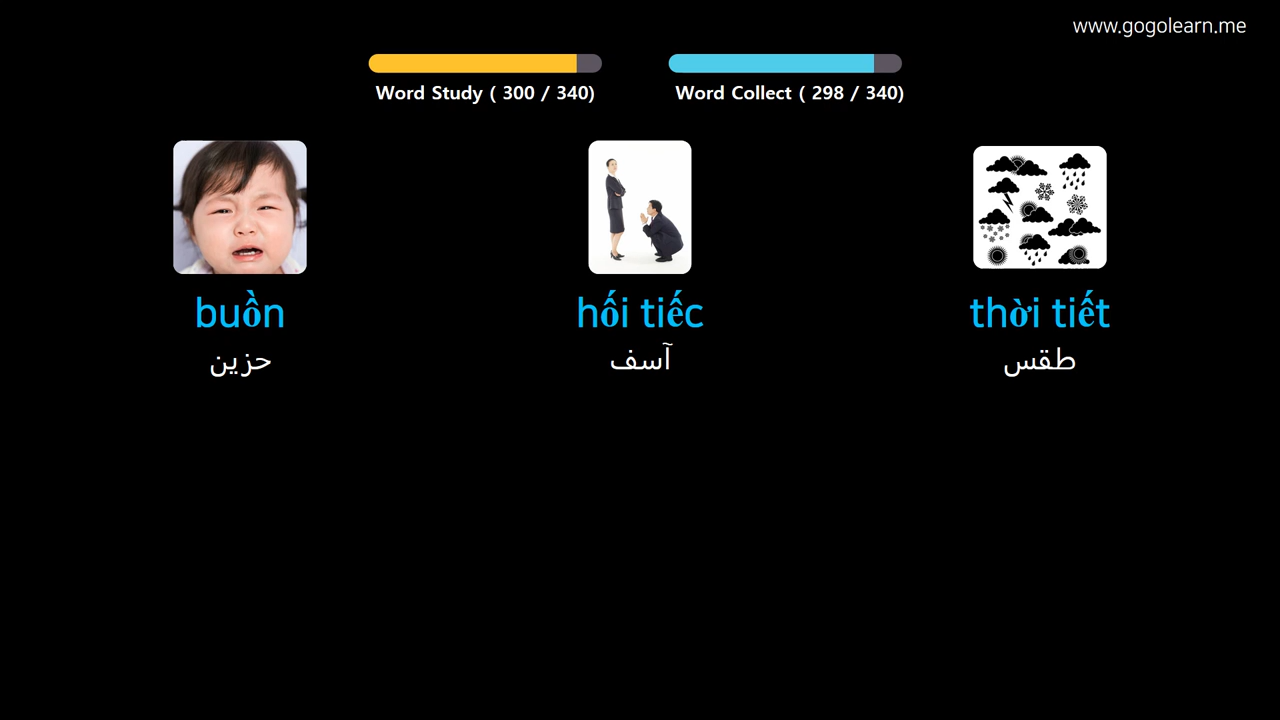 www.gogolearn.me
Word Study ( 300 / 340)
Word Collect ( 298 / 340)
buồn
hối tiếc
thời tiết
حزين
آسف
طقس